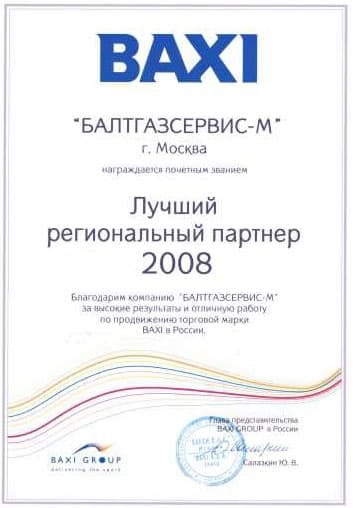 BAXI
"БАЛТГАЗСЕРВИС-М"
г. Москва
награждается почетным званием
Лучший
региональный партнер
2008
Благодарим компанию "БАЛТГАЗСЕРВИС-М"
за высокие результаты и отличную работу
по продвижению торговой марки
BAXI в России.
Глава представительства
BAXI GROUP в России
BAXI S.p.A.
Салазкин Ю. В.
BAXI GROUP
delivering the spark